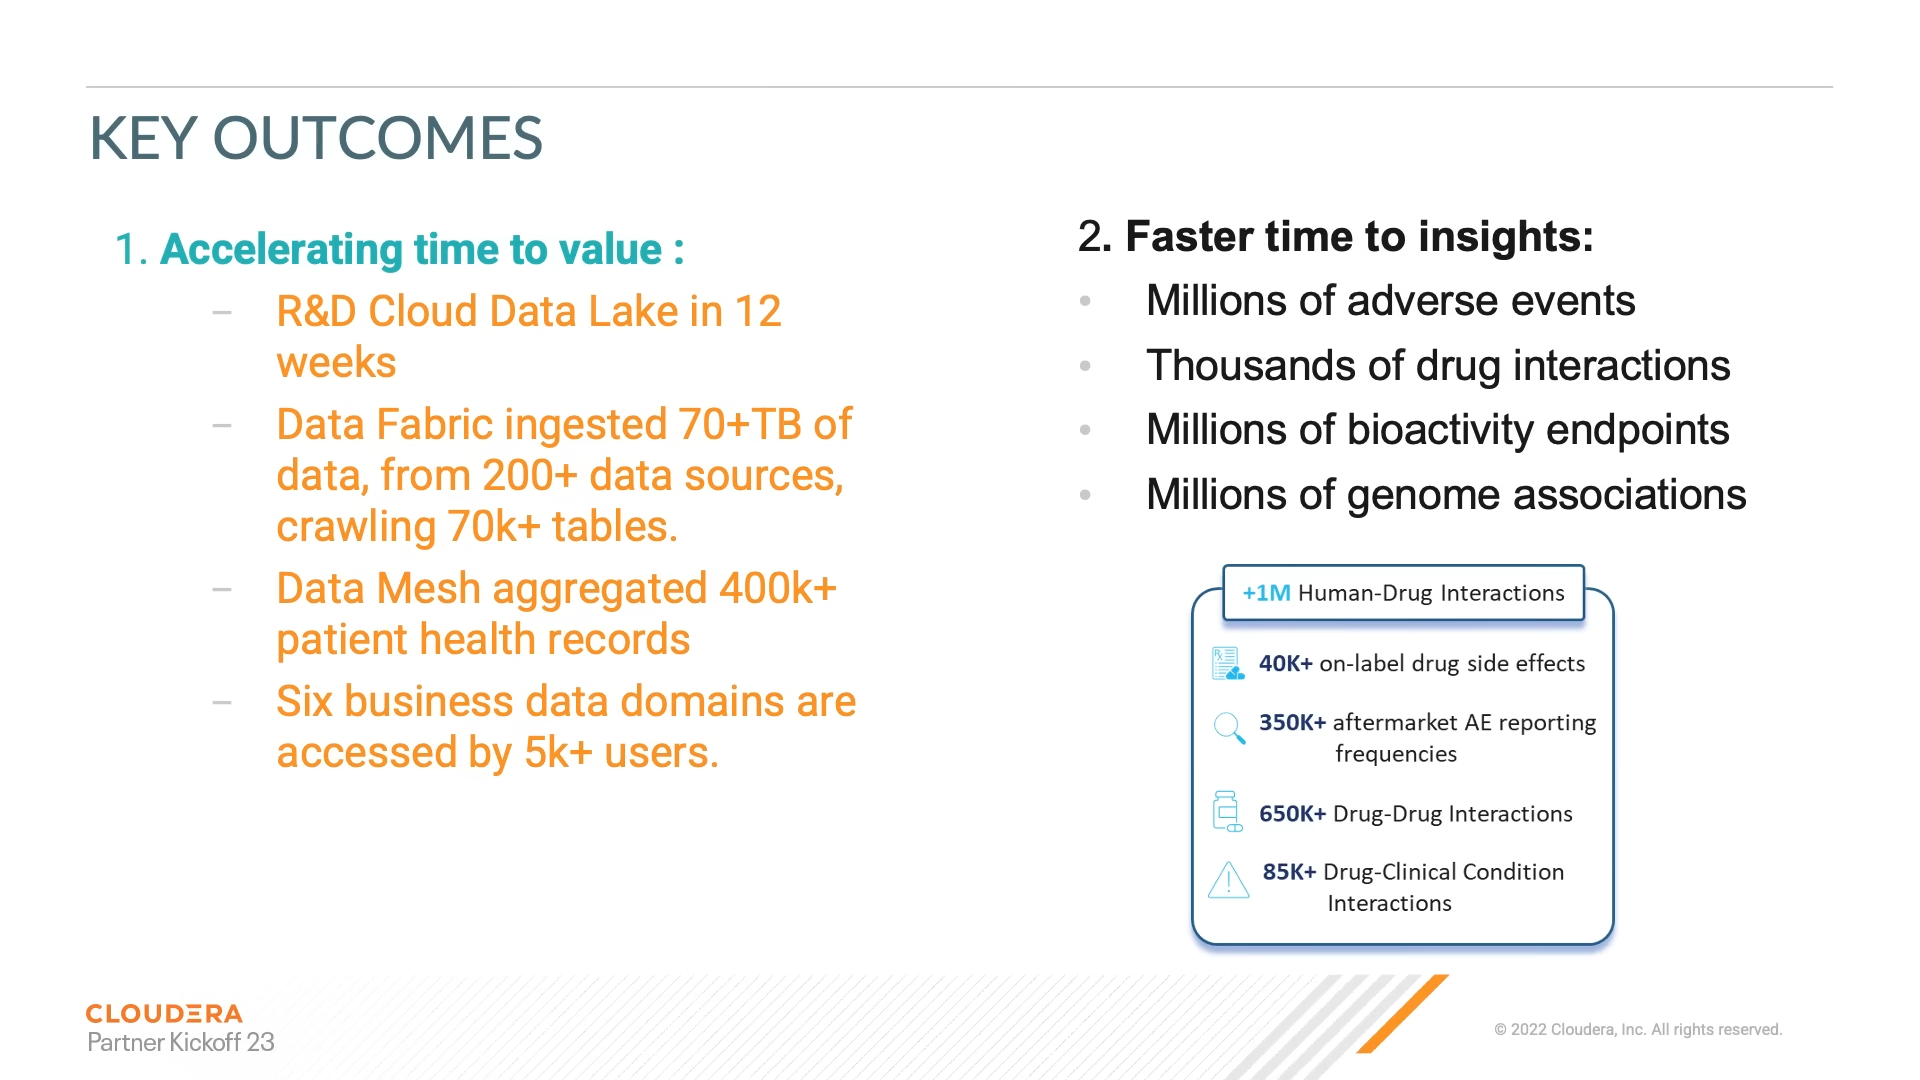 KEY OUTCOMES
1. Accelerating time to value :
– R&D Cloud Data Lake in 12
weeks
– Data Fabric ingested 70+TB of
data, from 200+ data sources,
crawling 70k+ tables.
– Data Mesh aggregated 400k+
patient health records
– Six business data domains are
accessed by 5k+ users.
2. Faster time to insights:
• Millions of adverse events
• Thousands of drug interactions
• Millions of bioactivity endpoints
• Millions of genome associations
+1M Human-Drug Interactions
40K+ on-label drug side effects
350K+ aftermarket AE reporting
frequencies
650K+ Drug-Drug Interactions
85K+ Drug-Clinical Condition
Interactions
CLOUDERA
Partner Kickoff 23
© 2022 Cloudera, Inc. All rights reserved.